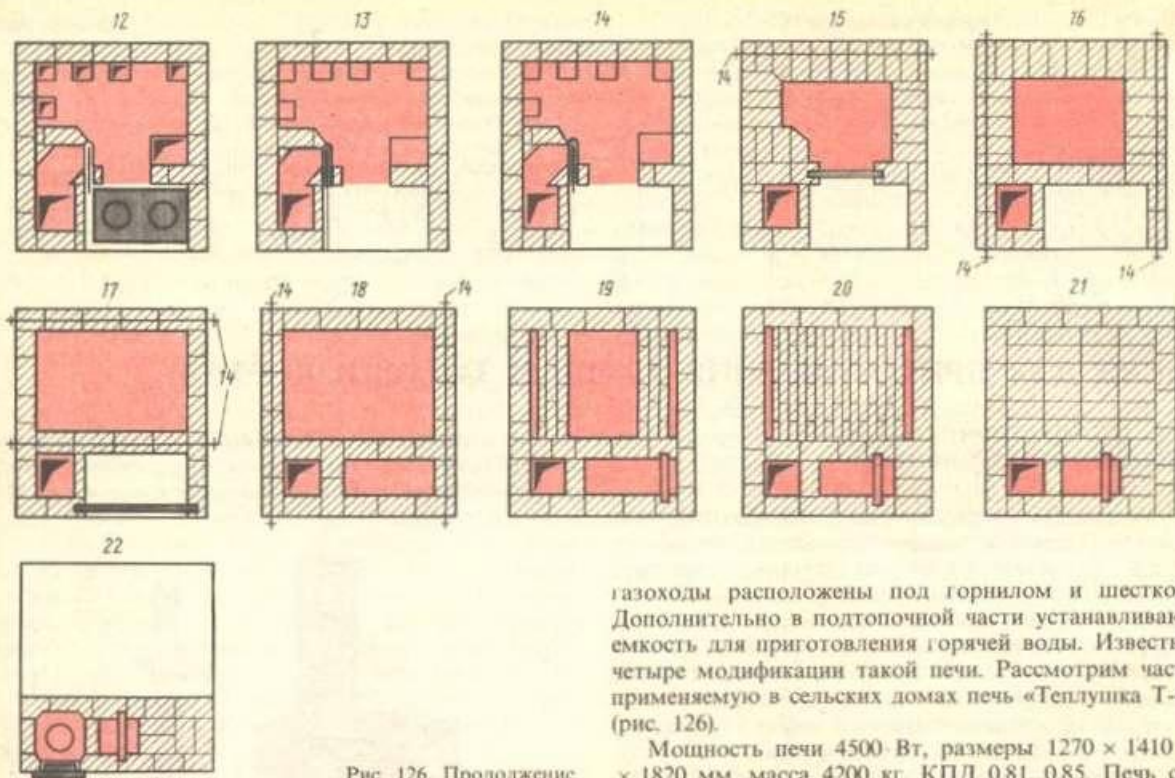 12 13 14 15 16
14
14 14
17 14 18 14 19 20 21
14
22
газоходы расположены под горнилом и шестко
Дополнительно в подтопочной части устанавливаю
емкость для приготовления горячей воды. Известн
четыре модификации такой печи. Рассмотрим час
применяемую в сельских домах печь «Теплушка Т-
(рис. 126).
Мощность печи 4500 Вт, размеры 1270 × 1410
× 1820 мм, масса 4200 кг, КПД 0,81 0,85. Печь
Рис. 126. Продолжение